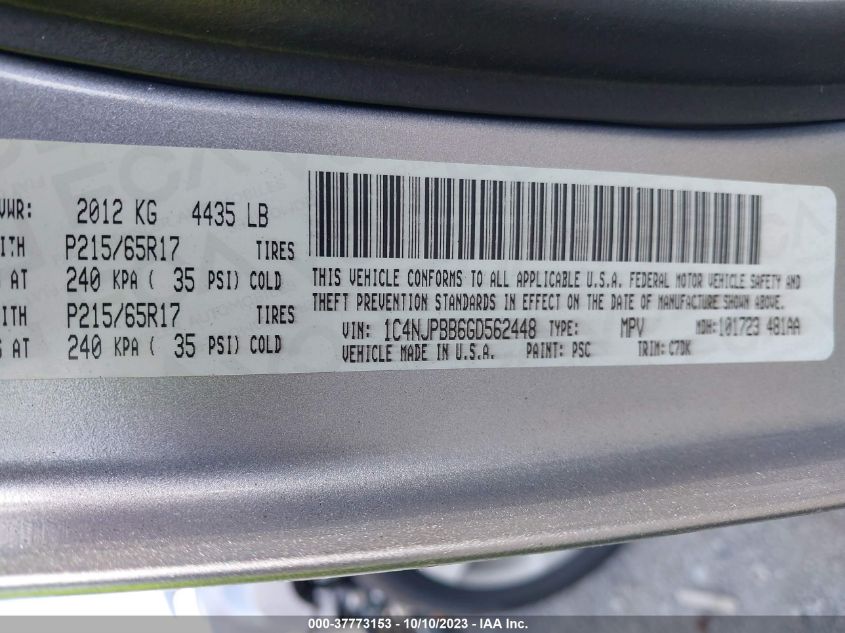 VWR: 2012 KG 4435 LB
ITH P215/65R17 TIRES
AT 240 KPA ( 35 PSI) COLD
ITH P215/65R17 TIRES
S AT 240 KPA ( 35 PSI) COLD
THIS VEHICLE CONFORMS TO ALL APPLICABLE U.S.A. FEDERAL MOTOR VEHICLE SAFETY AND
THEFT PREVENTION STANDARDS IN EFFECT ON THE DATE OF MANUFACTURE SHOWN ABOVE.
VIN: 1C4NJPBB6GD562448 TYPE: MPV MDH: 101723 481AA
VEHICLE MADE IN U.S.A. PAINT: PSC TRIM: C7DK
000-37773153 - 10/10/2023 - IAA Inc.